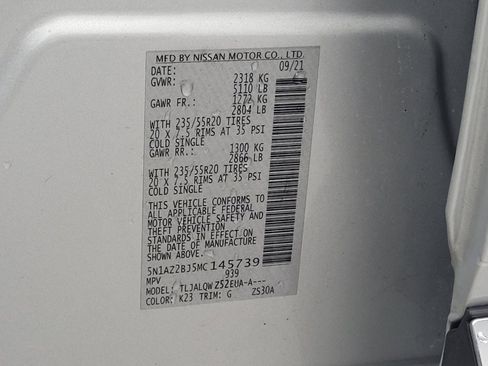 MFD BY NISSAN MOTOR CO., LTD.
DATE: 09/21
GVWR: 2318 KG
5110 LB
GAWR FR.: 1272 KG
2804 LB
WITH 235/55R20 TIRES
20 X 7.5 RIMS AT 35 PSI
COLD SINGLE
GAWR RR.: 1300 KG
2866 LB
WITH 235/55R20 TIRES
20 X 7.5 RIMS AT 35 PSI
COLD SINGLE
THIS VEHICLE CONFORMS TO
ALL APPLICABLE FEDERAL
MOTOR VEHICLE SAFETY AND
THEFT PREVENTION
STANDARDS IN EFFECT ON
THE DATE OF MANUFACTURE
SHOWN ABOVE.
5N1AZ2BJ5MC145739
MPV 939
MODEL: TLJALQWZ52EUA-A---
COLOR: K23 TRIM: G ZS30A